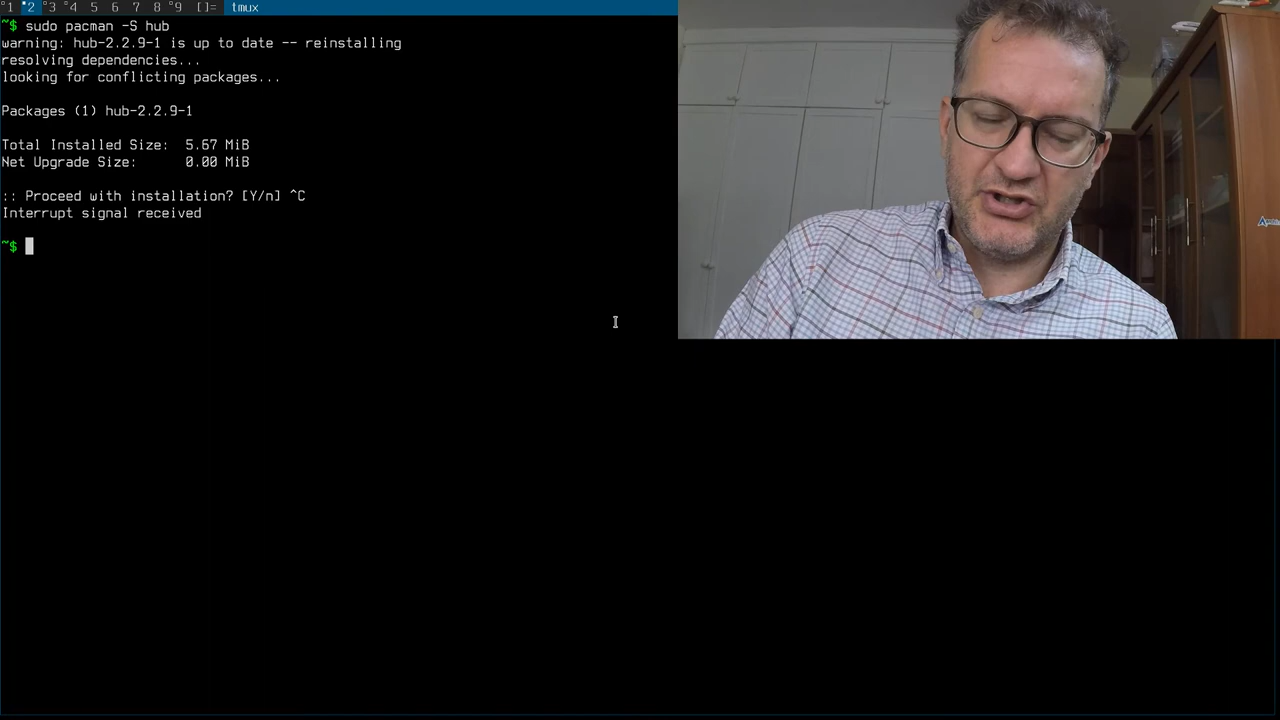 1 2 3 4 5 6 7 8 9 []= tmux
~$ sudo pacman -S hub
warning: hub-2.2.9-1 is up to date -- reinstalling
resolving dependencies...
looking for conflicting packages...
Packages (1) hub-2.2.9-1
Total Installed Size: 5.67 MiB
Net Upgrade Size: 0.00 MiB
:: Proceed with installation? [Y/n] ^C
Interrupt signal received
~$